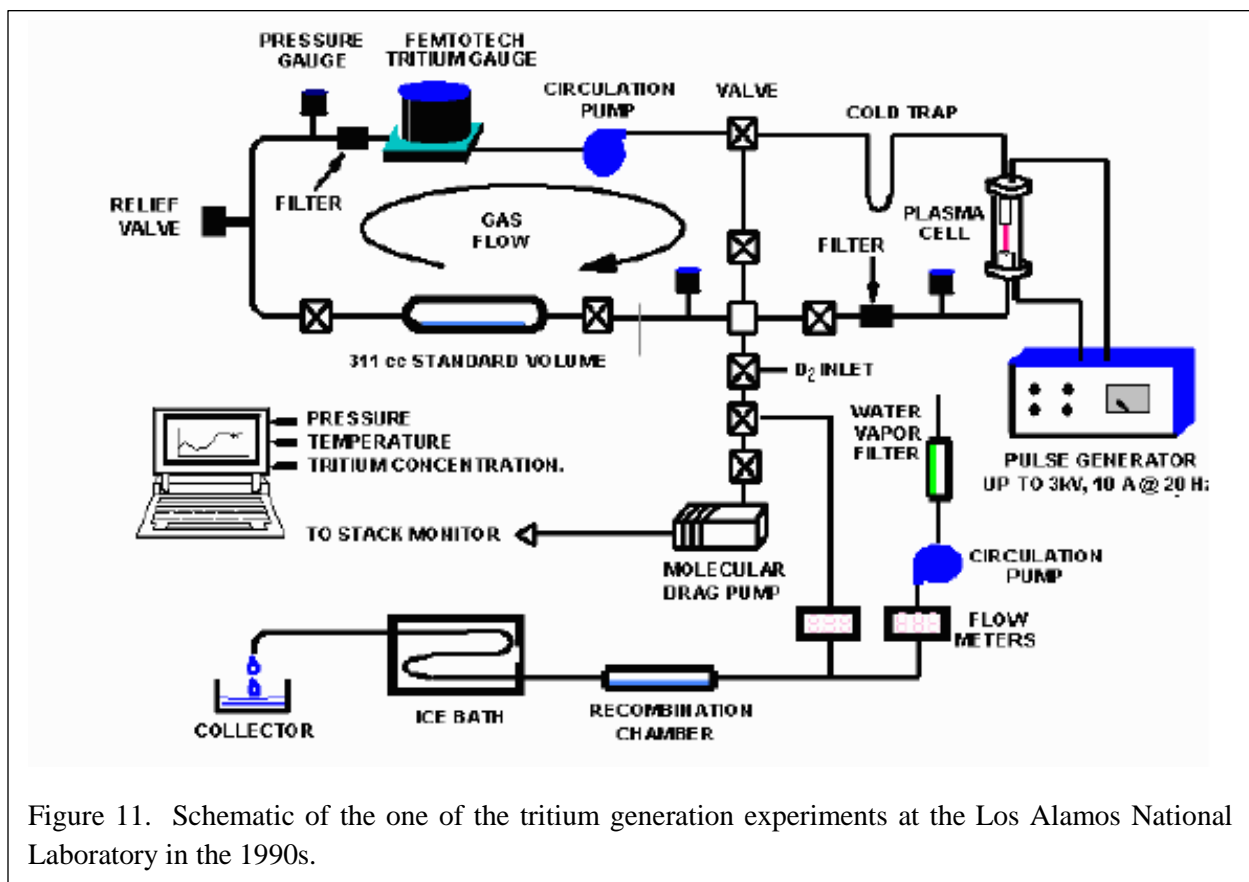 PRESSURE
GAUGE
FEMTOTECH
TRITIUM GAUGE
CIRCULATION
PUMP
VALVE
COLD TRAP
FILTER
RELIEF
VALVE
GAS
FLOW
FILTER
PLASMA
CELL
311 cc STANDARD VOLUME
D2 INLET
PRESSURE
TEMPERATURE
TRITIUM CONCENTRATION.
WATER
VAPOR
FILTER
PULSE GENERATOR
UP TO 3kV, 10 A @ 20 Hz
TO STACK MONITOR
MOLECULAR
DRAG PUMP
CIRCULATION
PUMP
FLOW
METERS
COLLECTOR
ICE BATH
RECOMBINATION
CHAMBER
Figure 11. Schematic of the one of the tritium generation experiments at the Los Alamos National
Laboratory in the 1990s.